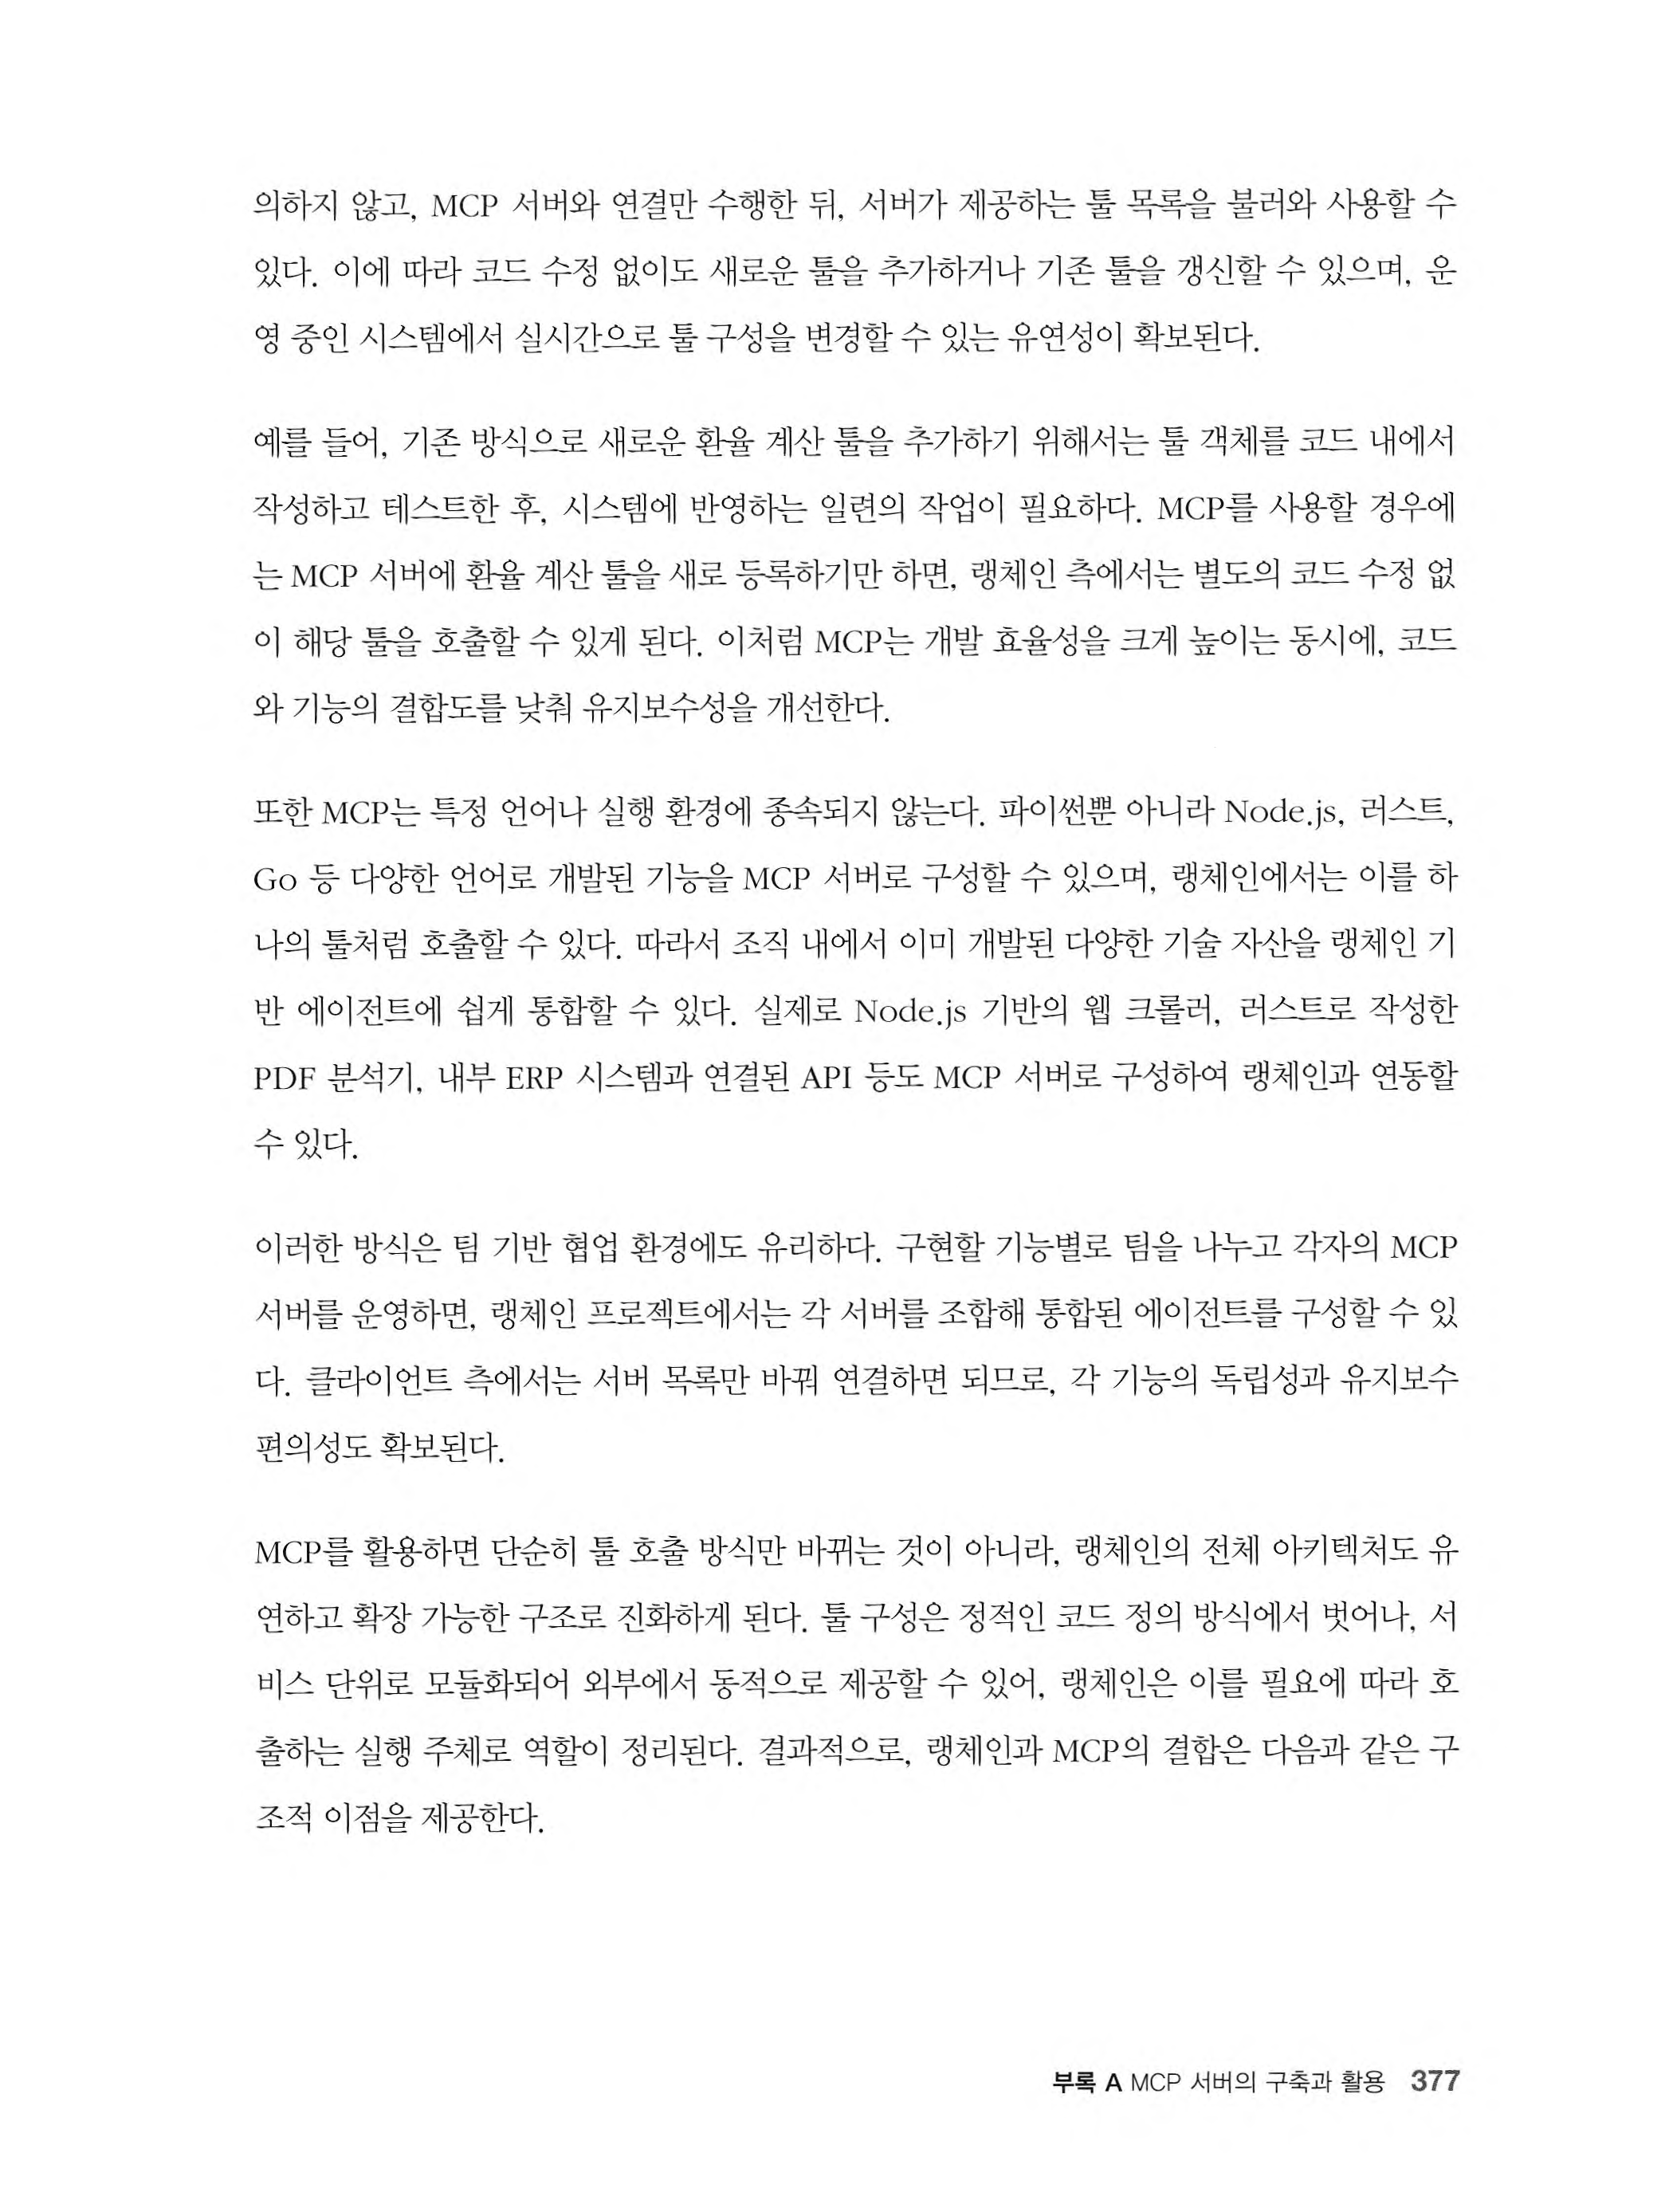 의하지 않고, MCP 서버와 연결만 수행한 뒤, 서버가 제공하는 툴 목록을 불러와 사용할 수
있다. 이에 따라 코드 수정 없이도 새로운 툴을 추가하거나 기존 툴을 갱신할 수 있으며, 운
영 중인 시스템에서 실시간으로 툴 구성을 변경할 수 있는 유연성이 확보된다.
예를 들어, 기존 방식으로 새로운 환율 계산 툴을 추가하기 위해서는 툴 객체를 코드 내에서
작성하고 테스트한 후, 시스템에 반영하는 일련의 작업이 필요하다. MCP를 사용할 경우에
는 MCP 서버에 환율 계산 툴을 새로 등록하기만 하면, 랭체인 측에서는 별도의 코드 수정 없
이 해당 툴을 호출할 수 있게 된다. 이처럼 MCP는 개발 효율성을 크게 높이는 동시에, 코드
와 기능의 결합도를 낮춰 유지보수성을 개선한다.
또한 MCP는 특정 언어나 실행 환경에 종속되지 않는다. 파이썬뿐 아니라 Node.js, 러스트,
Go 등 다양한 언어로 개발된 기능을 MCP 서버로 구성할 수 있으며, 랭체인에서는 이를 하
나의 툴처럼 호출할 수 있다. 따라서 조직 내에서 이미 개발된 다양한 기술 자산을 랭체인 기
반 에이전트에 쉽게 통합할 수 있다. 실제로 Node.js 기반의 웹 크롤러, 러스트로 작성한
PDF 분석기, 내부 ERP 시스템과 연결된 API 등도 MCP 서버로 구성하여 랭체인과 연동할
수 있다.
이러한 방식은 팀 기반 협업 환경에도 유리하다. 구현할 기능별로 팀을 나누고 각자의 MCP
서버를 운영하면, 랭체인 프로젝트에서는 각 서버를 조합해 통합된 에이전트를 구성할 수 있
다. 클라이언트 측에서는 서버 목록만 바꿔 연결하면 되므로, 각 기능의 독립성과 유지보수
편의성도 확보된다.
MCP를 활용하면 단순히 툴 호출 방식만 바뀌는 것이 아니라, 랭체인의 전체 아키텍처도 유
연하고 확장 가능한 구조로 진화하게 된다. 툴 구성은 정적인 코드 정의 방식에서 벗어나, 서
비스 단위로 모듈화되어 외부에서 동적으로 제공할 수 있어, 랭체인은 이를 필요에 따라 호
출하는 실행 주체로 역할이 정리된다. 결과적으로, 랭체인과 MCP의 결합은 다음과 같은 구
조적 이점을 제공한다.
부록 A MCP 서버의 구축과 활용 377